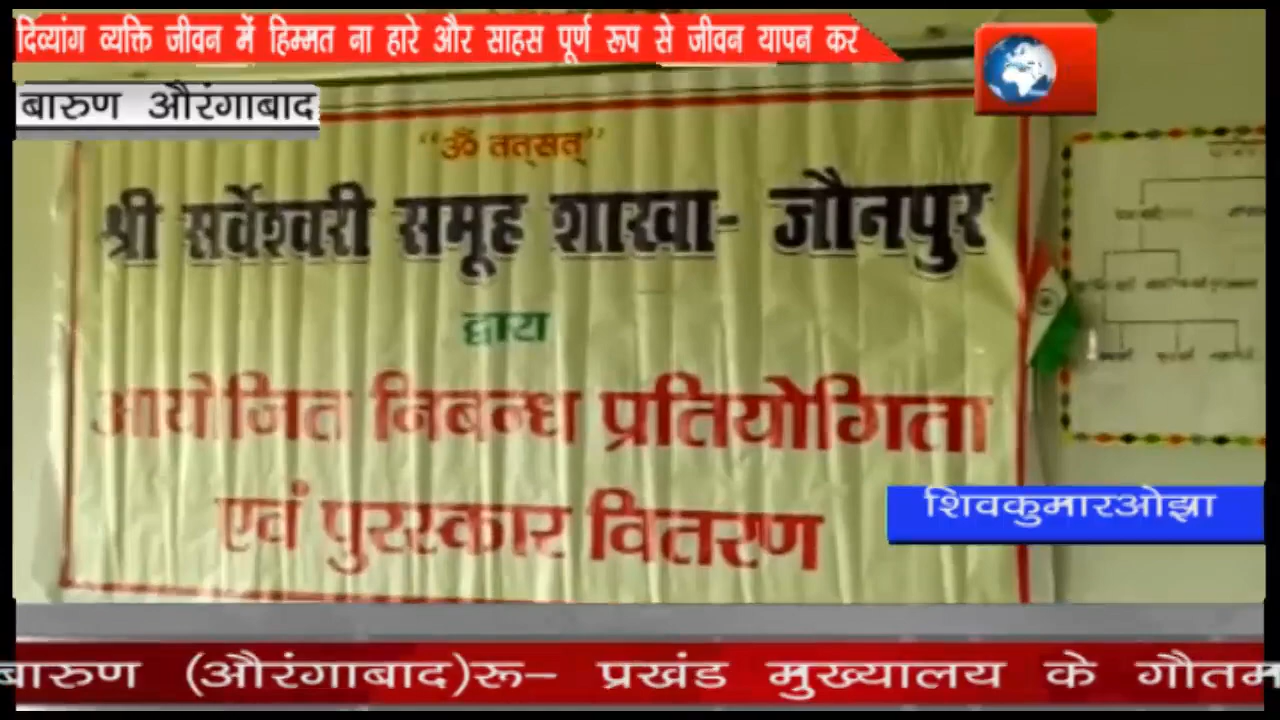 दिव्यांग व्यक्ति जीवन में हिम्मत ना हारे और साहस पूर्ण रूप से जीवन यापन कर
बारुण औरंगाबाद
“ॐ तत्सत्”
श्री सर्वेश्वरी समूह शाखा- जौनपुर
द्वारा
आयोजित निबन्ध प्रतियोगिता
एवं पुरस्कार वितरण
शिवकुमारओझा
बारुण (औरंगाबाद)रू- प्रखंड मुख्यालय के गौतम